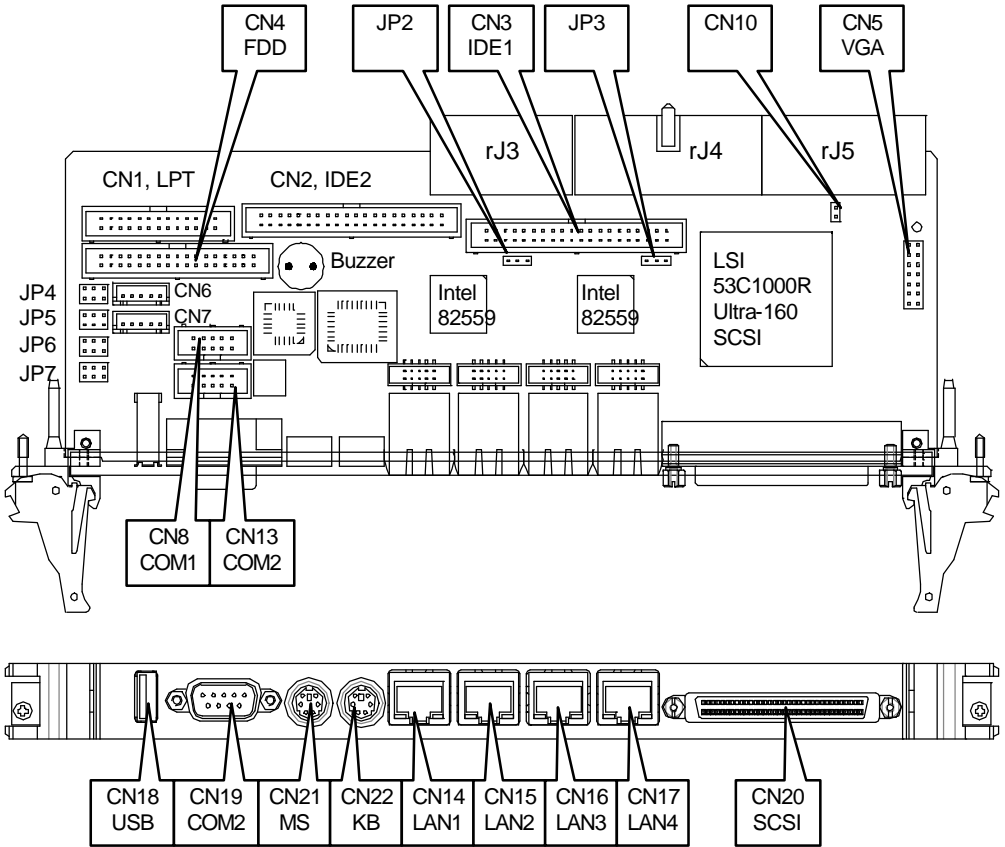 CN4
FDD
JP2
CN3
IDE1
JP3
CN10
CN5
VGA
rJ3
rJ4
rJ5
CN1, LPT
CN2, IDE2
Buzzer
JP4
CN6
JP5
CN7
JP6
JP7
Intel
82559
Intel
82559
LSI
53C1000R
Ultra-160
SCSI
CN8
COM1
CN13
COM2
CN18
USB
CN19
COM2
CN21
MS
CN22
KB
CN14
LAN1
CN15
LAN2
CN16
LAN3
CN17
LAN4
CN20
SCSI